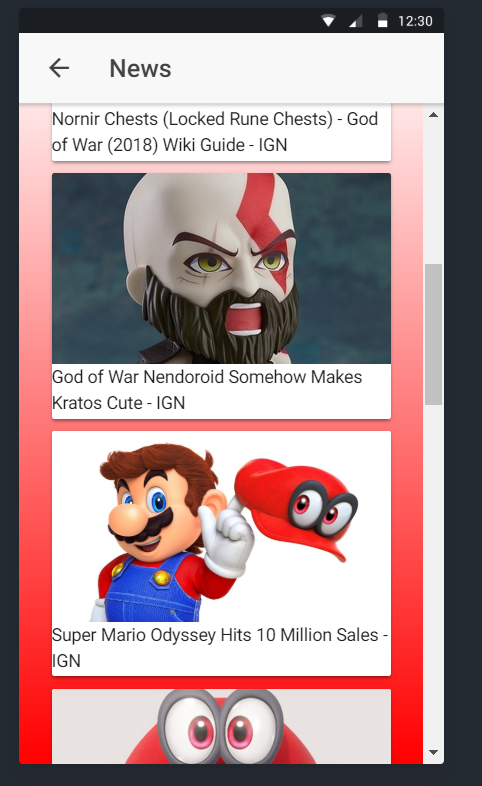 12:30
News
Nornir Chests (Locked Rune Chests) - God
of War (2018) Wiki Guide - IGN
God of War Nendoroid Somehow Makes
Kratos Cute - IGN
Super Mario Odyssey Hits 10 Million Sales -
IGN